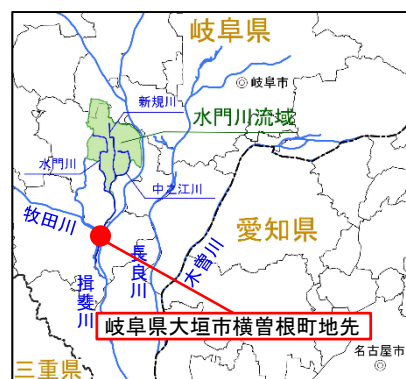 岐阜県
◎岐阜市
新規川
水門川流域
水門川
中之江川
牧田川
愛知県
長良川
木曽川
揖斐川
岐阜県大垣市横曽根町地先
三重県
名古屋市
◎